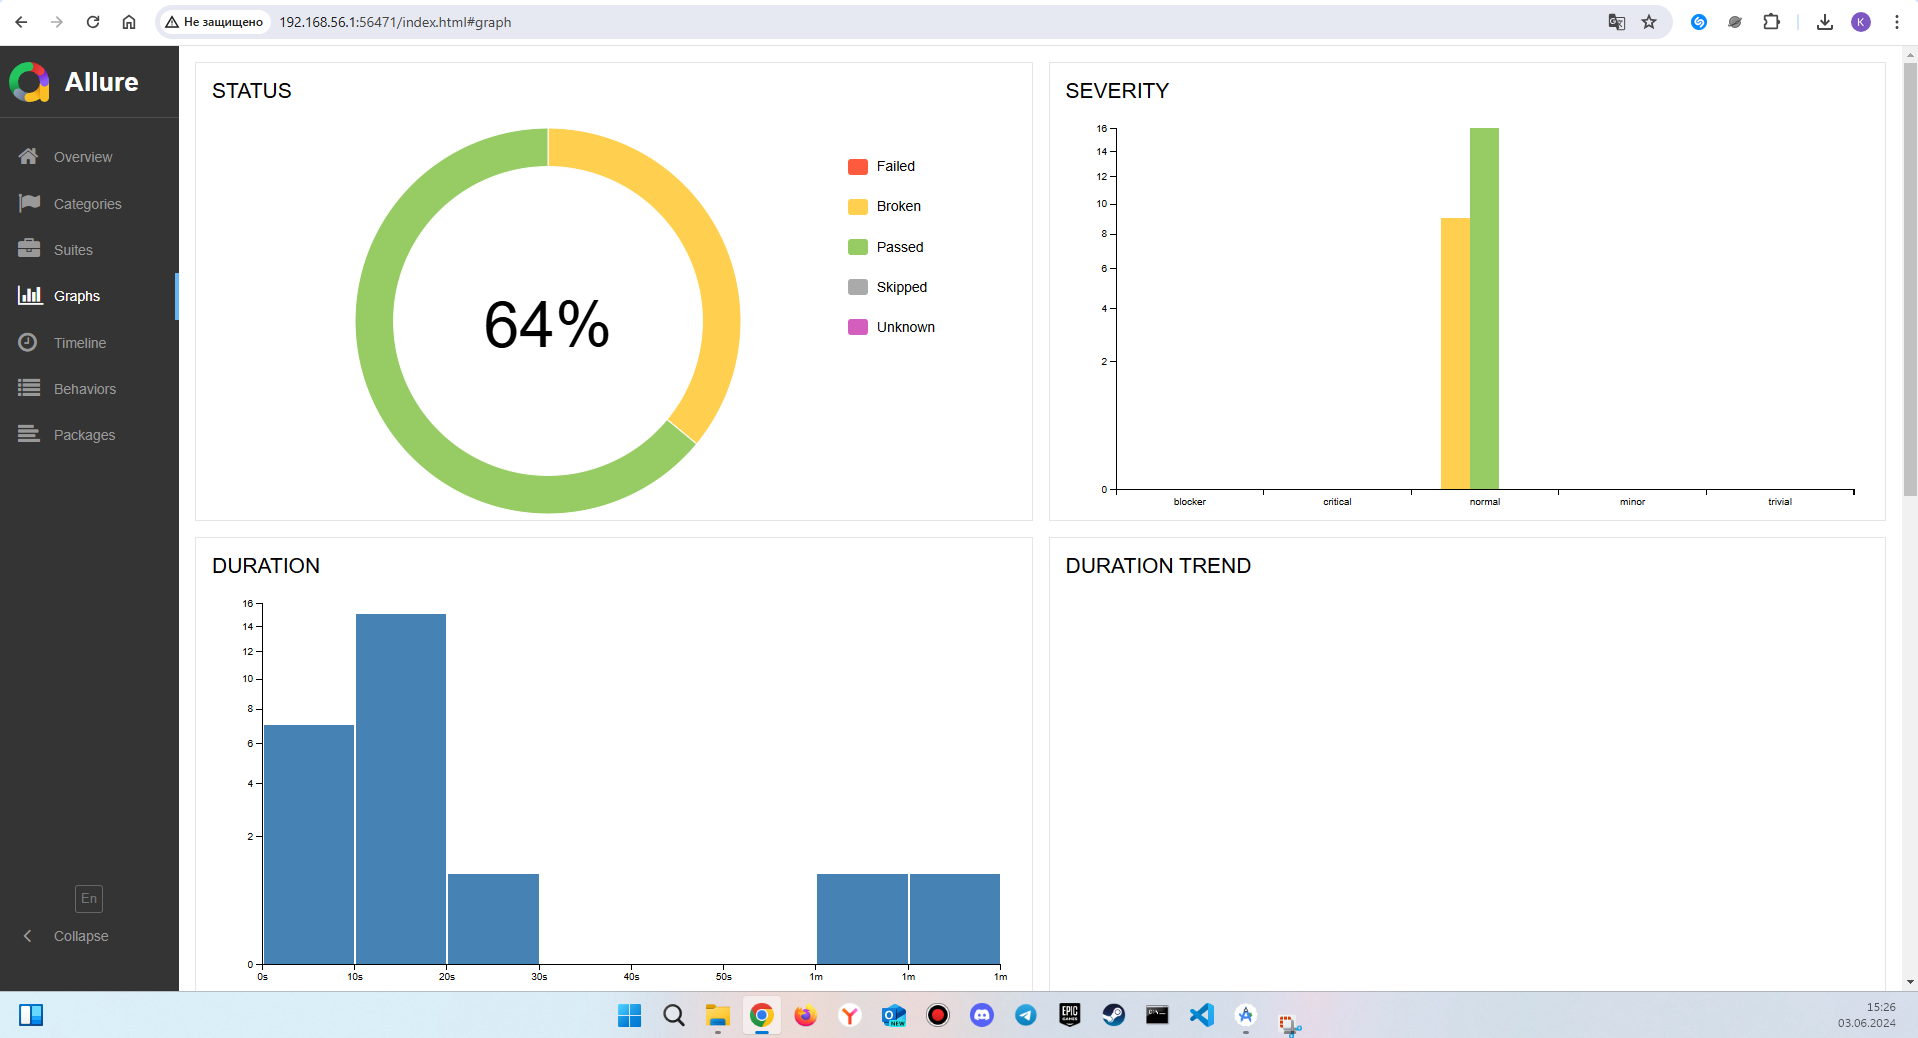 Не защищено
192.168.56.1:56471/index.html#graph
K
Allure
Overview
Categories
Suites
Graphs
Timeline
Behaviors
Packages
En
Collapse
STATUS
64%
Failed
Broken
Passed
Skipped
Unknown
SEVERITY
16
14
12
10
8
6
4
2
0
blocker critical normal minor trivial
DURATION
16
14
12
10
8
6
4
2
0
0s 10s 20s 30s 40s 50s 1m 1m 1m
DURATION TREND
NEW
EPIC
GAMES
15:26
03.06.2024